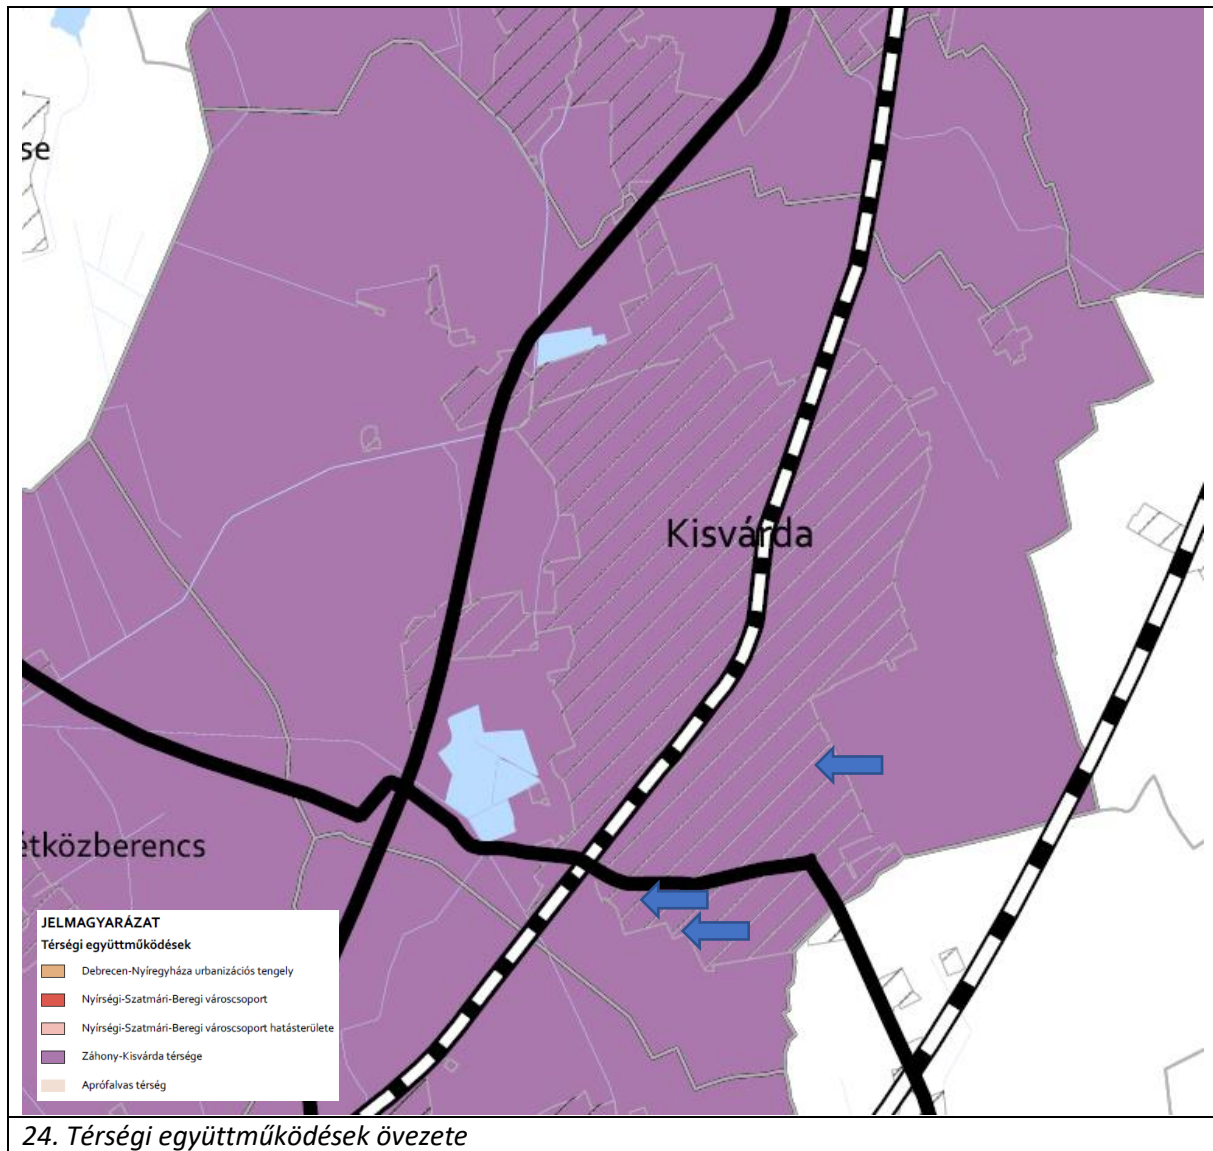 se
Kisvárda
étközberencs
JELMAGYARÁZAT
Térségi együttműködések
Debrecen-Nyíregyháza urbanizációs tengely
Nyírségi-Szatmári-Beregi városcsoport
Nyírségi-Szatmári-Beregi városcsoport hatásterülete
Záhony-Kisvárda térsége
Aprófalvas térség
24. Térségi együttműködések övezete